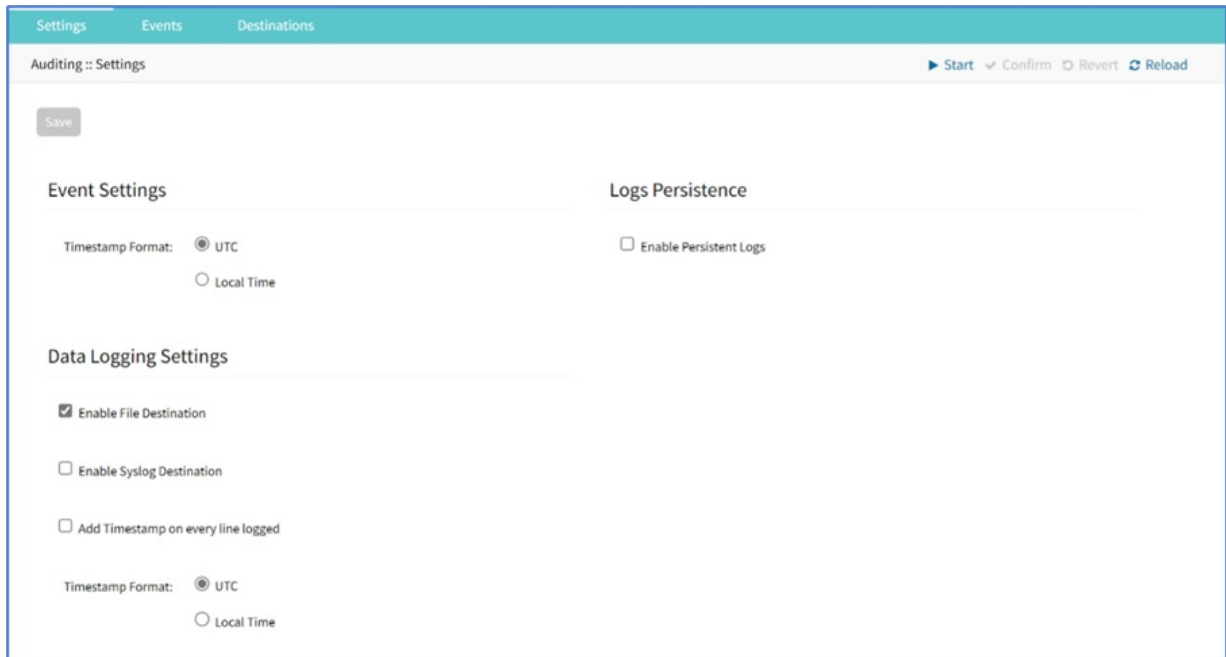 Settings Events Destinations
Auditing :: Settings Start Confirm Revert Reload
Save
Event Settings
Timestamp Format: UTC
Local Time
Logs Persistence
Enable Persistent Logs
Data Logging Settings
Enable File Destination
Enable Syslog Destination
Add Timestamp on every line logged
Timestamp Format: UTC
Local Time